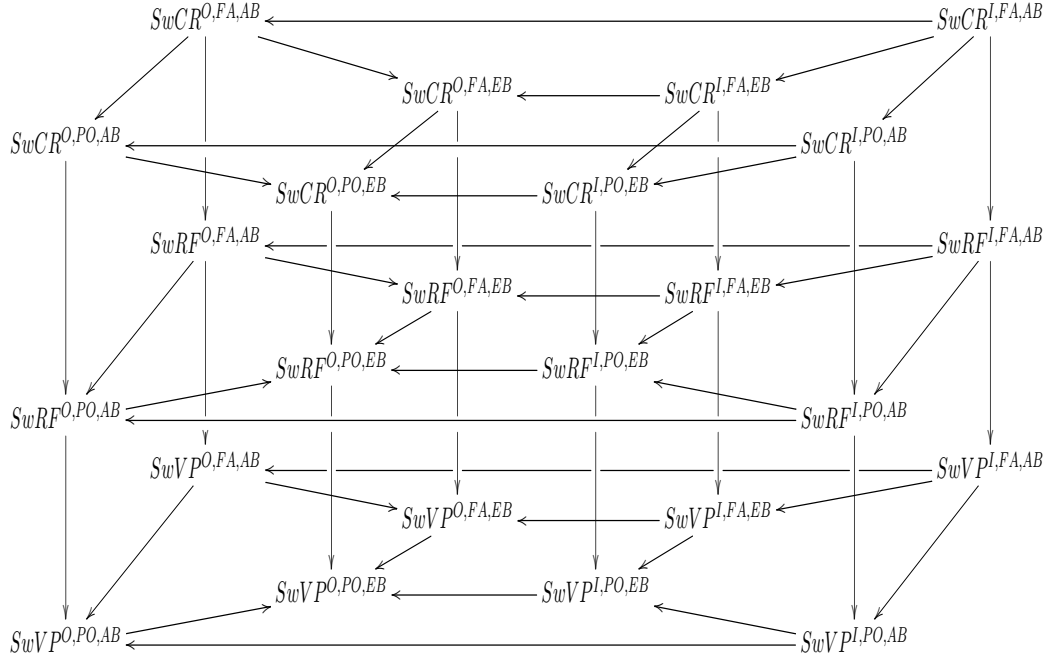 SwCR^{O,FA,AB} SwCR^{I,FA,AB}
SwCR^{O,FA,EB} SwCR^{I,FA,EB}
SwCR^{O,PO,AB} SwCR^{I,PO,AB}
SwCR^{O,PO,EB} SwCR^{I,PO,EB}
SwRF^{O,FA,AB} SwRF^{I,FA,AB}
SwRF^{O,FA,EB} SwRF^{I,FA,EB}
SwRF^{O,PO,EB} SwRF^{I,PO,EB}
SwRF^{O,PO,AB} SwRF^{I,PO,AB}
SwVP^{O,FA,AB} SwVP^{I,FA,AB}
SwVP^{O,FA,EB} SwVP^{I,FA,EB}
SwVP^{O,PO,EB} SwVP^{I,PO,EB}
SwVP^{O,PO,AB} SwVP^{I,PO,AB}